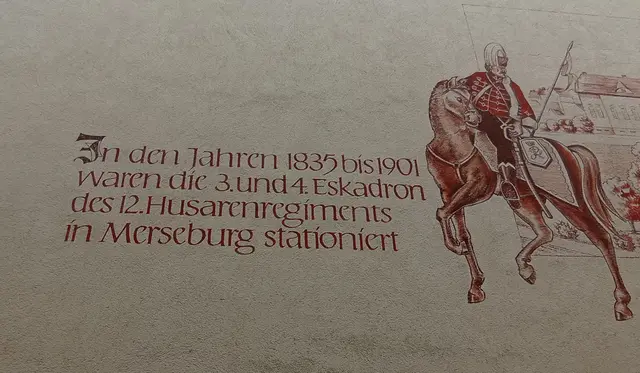 In den Jahren 1835 bis 1901
waren die 3. und 4. Eskadron
des 12. Husarenregiments
in Merseburg stationiert